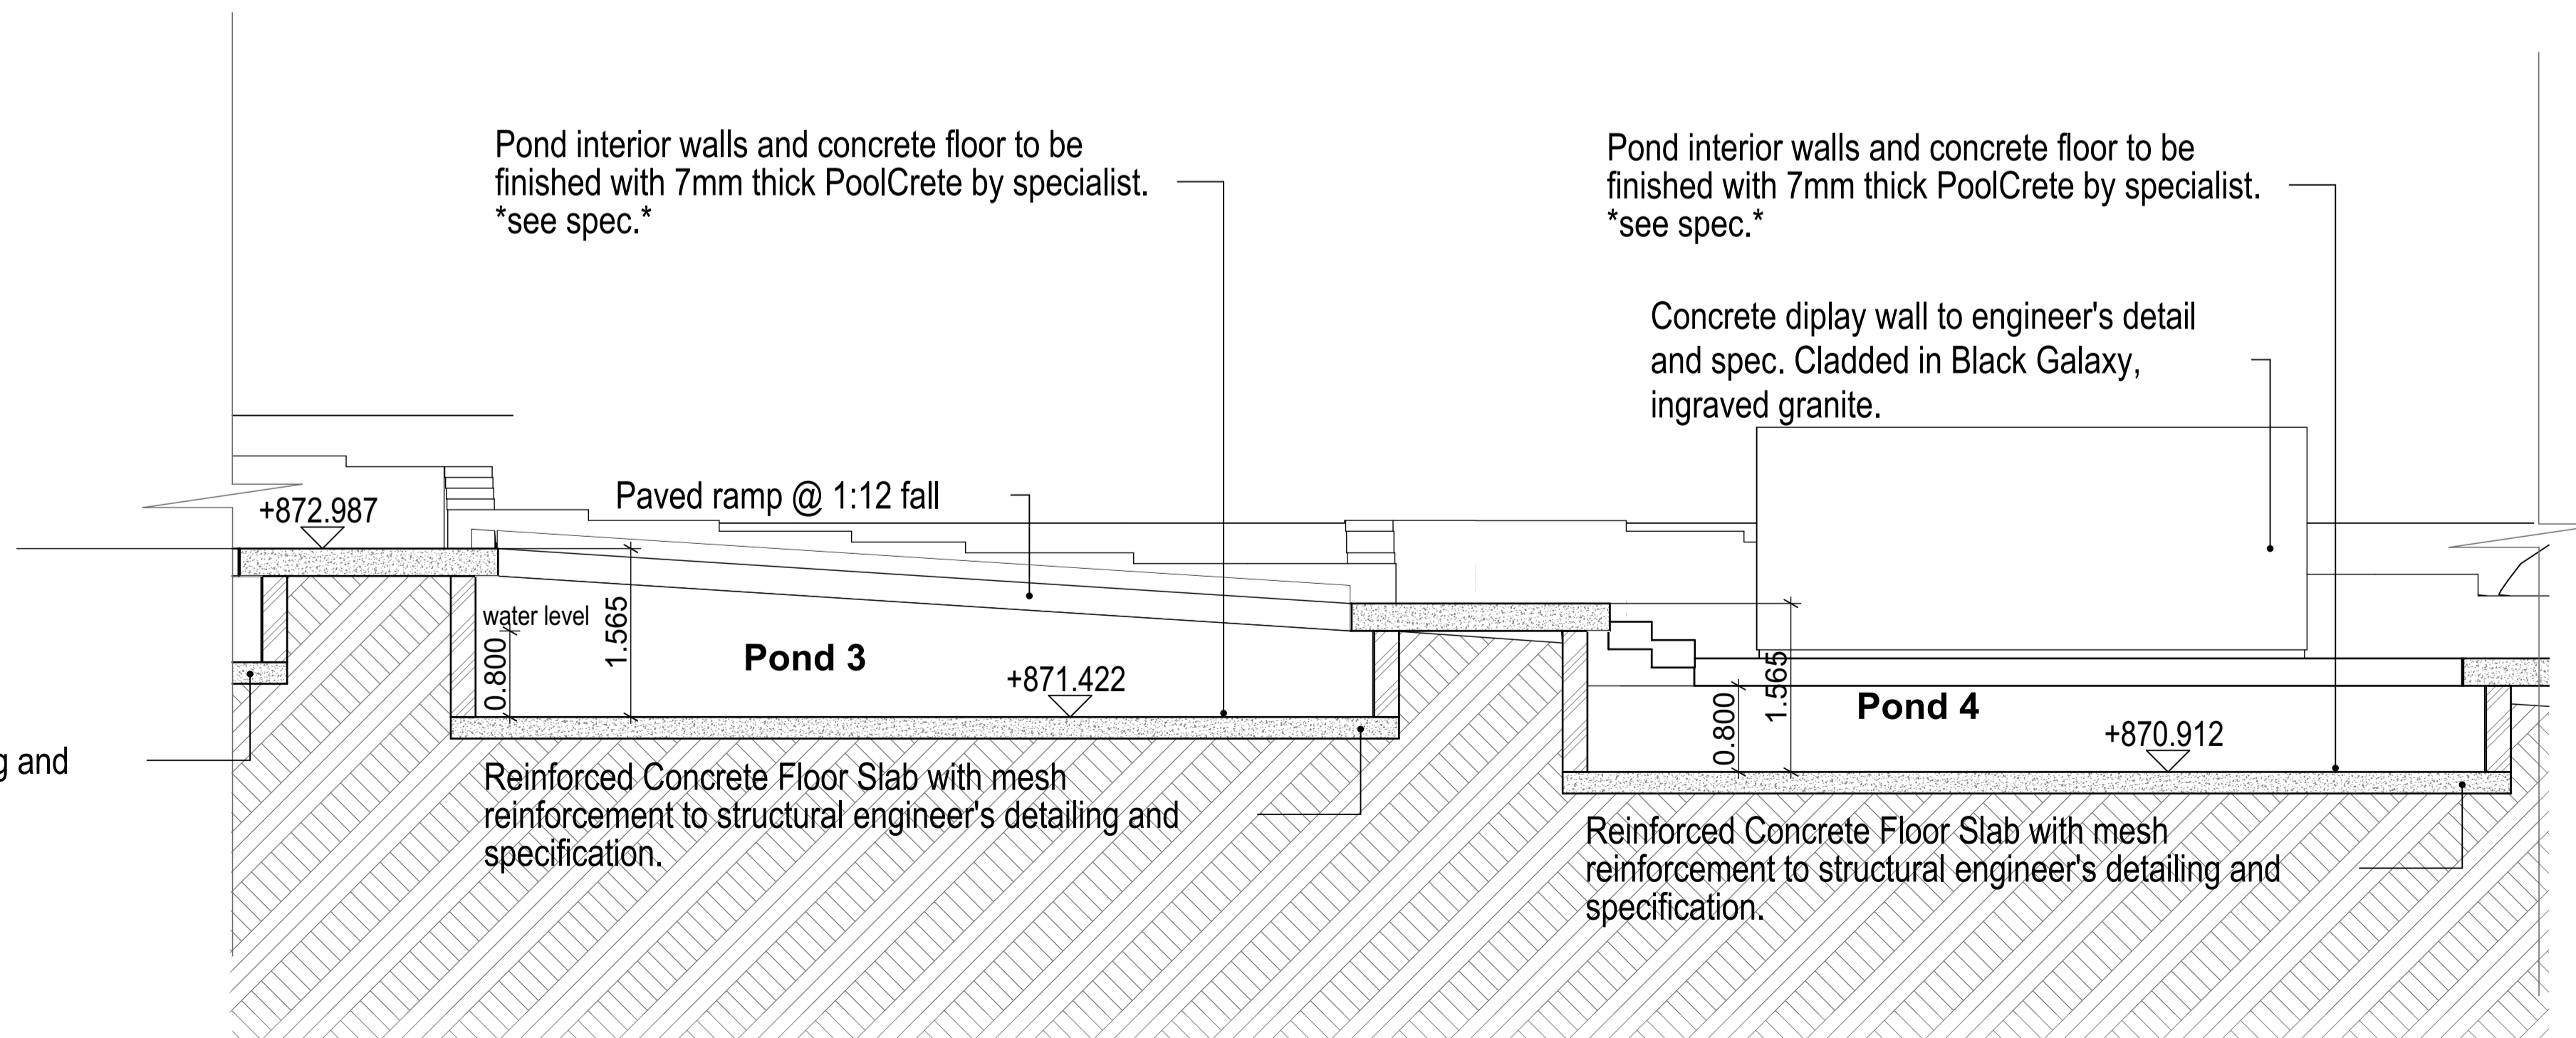 Pond interior walls and concrete floor to be
finished with 7mm thick PoolCrete by specialist.
*see spec.*
Pond interior walls and concrete floor to be
finished with 7mm thick PoolCrete by specialist.
*see spec.*
Concrete diplay wall to engineer's detail
and spec. Cladded in Black Galaxy,
ingraved granite.
+872.987
Paved ramp @ 1:12 fall
water level
0.800
1.565
Pond 3
+871.422
0.800
1.565
Pond 4
+870.912
g and
Reinforced Concrete Floor Slab with mesh
reinforcement to structural engineer's detailing and
specification.
Reinforced Concrete Floor Slab with mesh
reinforcement to structural engineer's detailing and
specification.